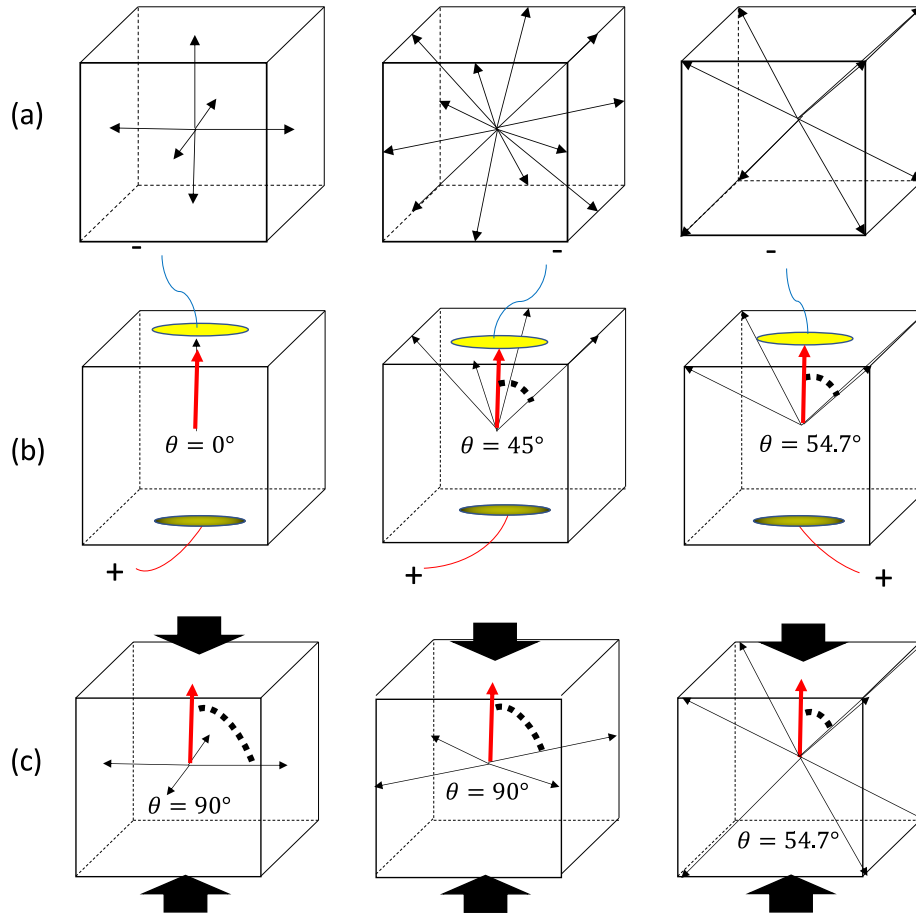 (a)
- - -
(b)
θ = 0° θ = 45° θ = 54.7°
+ + +
(c)
θ = 90° θ = 90° θ = 54.7°